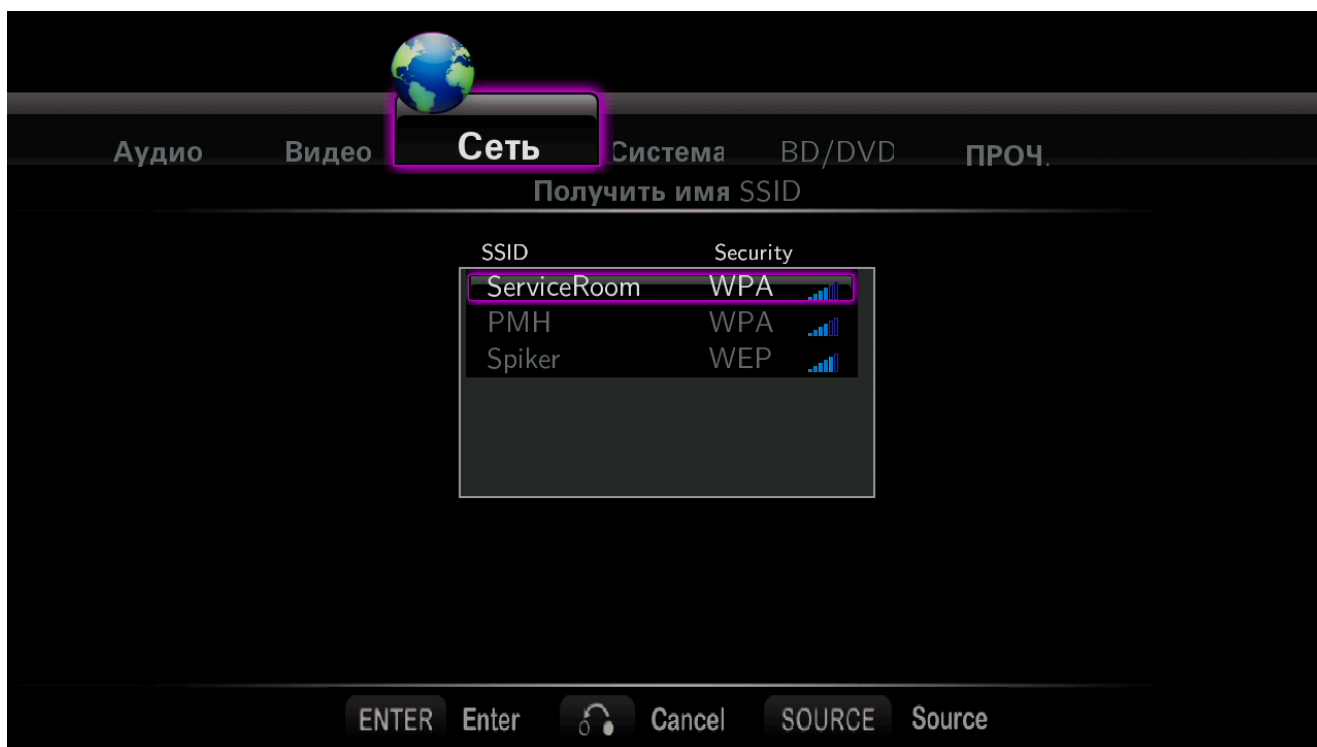 Аудио Видео Сеть Система BD/DVD ПРОЧ.
Получить имя SSID
SSID Security
ServiceRoom WPA
PMH WPA
Spiker WEP
ENTER Enter Cancel SOURCE Source